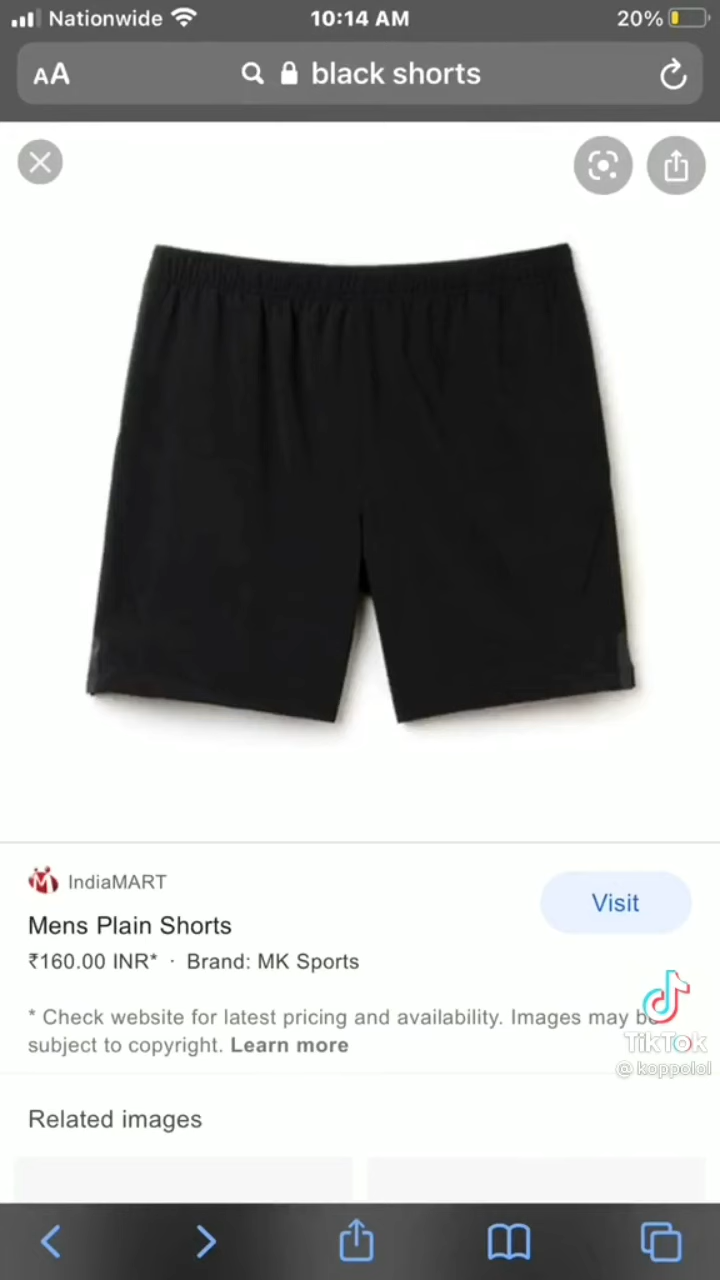 Nationwide 10:14 AM 20%
AA black shorts
IndiaMART
Visit
Mens Plain Shorts
₹160.00 INR* · Brand: MK Sports
* Check website for latest pricing and availability. Images may be
subject to copyright. Learn more
TikTok
@ koppolol
Related images